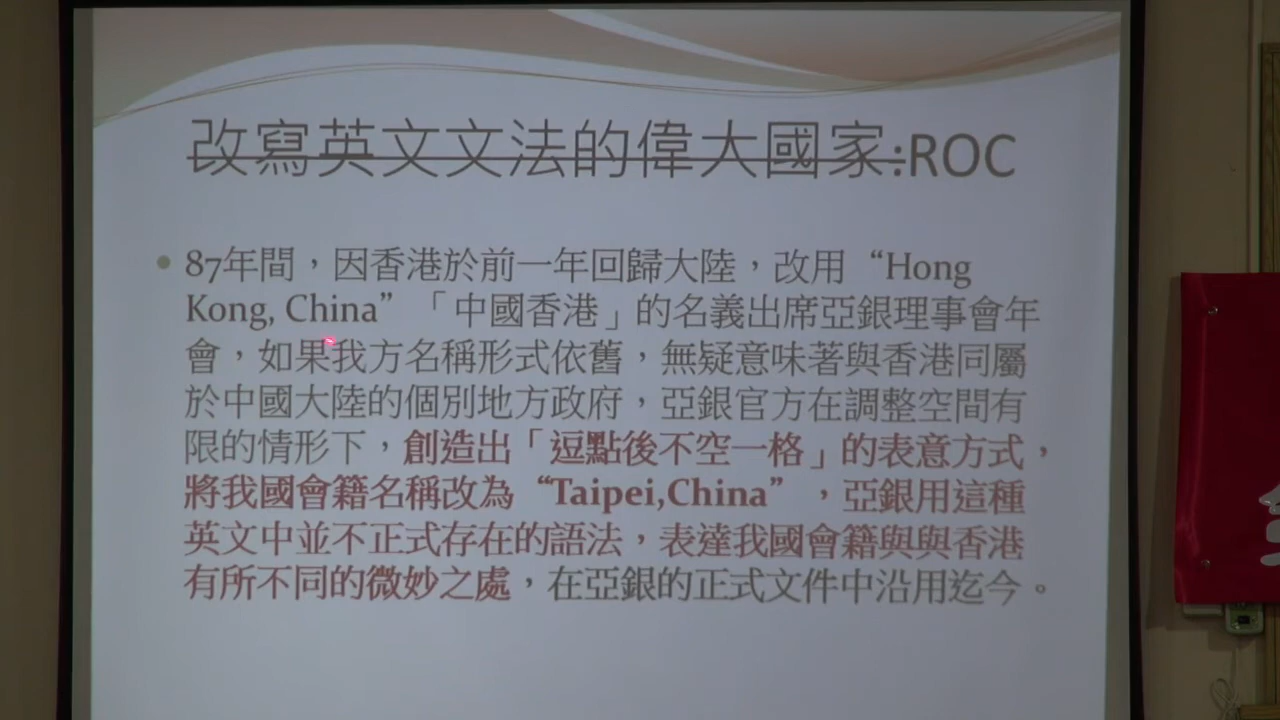 改寫英文文法的偉大國家:ROC
• 87年間，因香港於前一年回歸大陸，改用“Hong
Kong, China”「中國香港」的名義出席亞銀理事會年
會，如果我方名稱形式依舊，無疑意味著與香港同屬
於中國大陸的個別地方政府，亞銀官方在調整空間有
限的情形下，創造出「逗點後不空一格」的表意方式，
將我國會籍名稱改為“Taipei,China”，亞銀用這種
英文中並不正式存在的語法，表達我國會籍與與香港
有所不同的微妙之處，在亞銀的正式文件中沿用迄今。